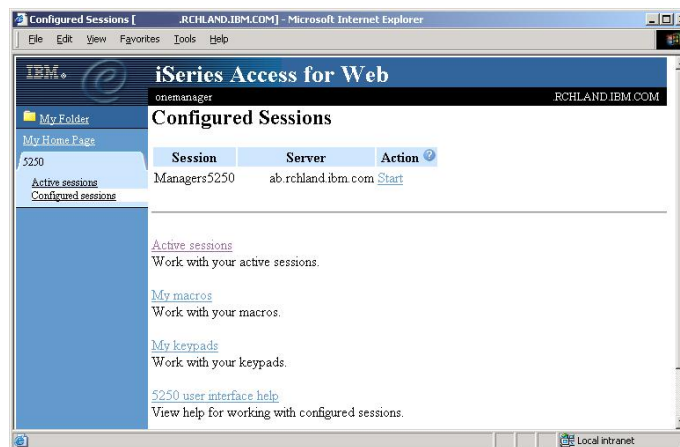 Configured Sessions [ .RCHLAND.IBM.COM] - Microsoft Internet Explorer
File Edit View Favorites Tools Help
IBM.
iSeries Access for Web
onemanager .RCHLAND.IBM.COM
My Folder
My Home Page
5250
Active sessions
Configured sessions
Configured Sessions
Session Server Action
Managers5250 ab.rchland.ibm.com Start
Active sessions
Work with your active sessions.
My macros
Work with your macros.
My keypads
Work with your keypads.
5250 user interface help
View help for working with configured sessions.
Local intranet